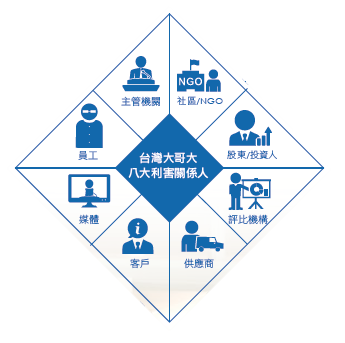 NGO
主管機關
社區/NGO
員工
股東/投資人
台灣大哥大
八大利害關係人
媒體
評比機構
i
客戶
供應商